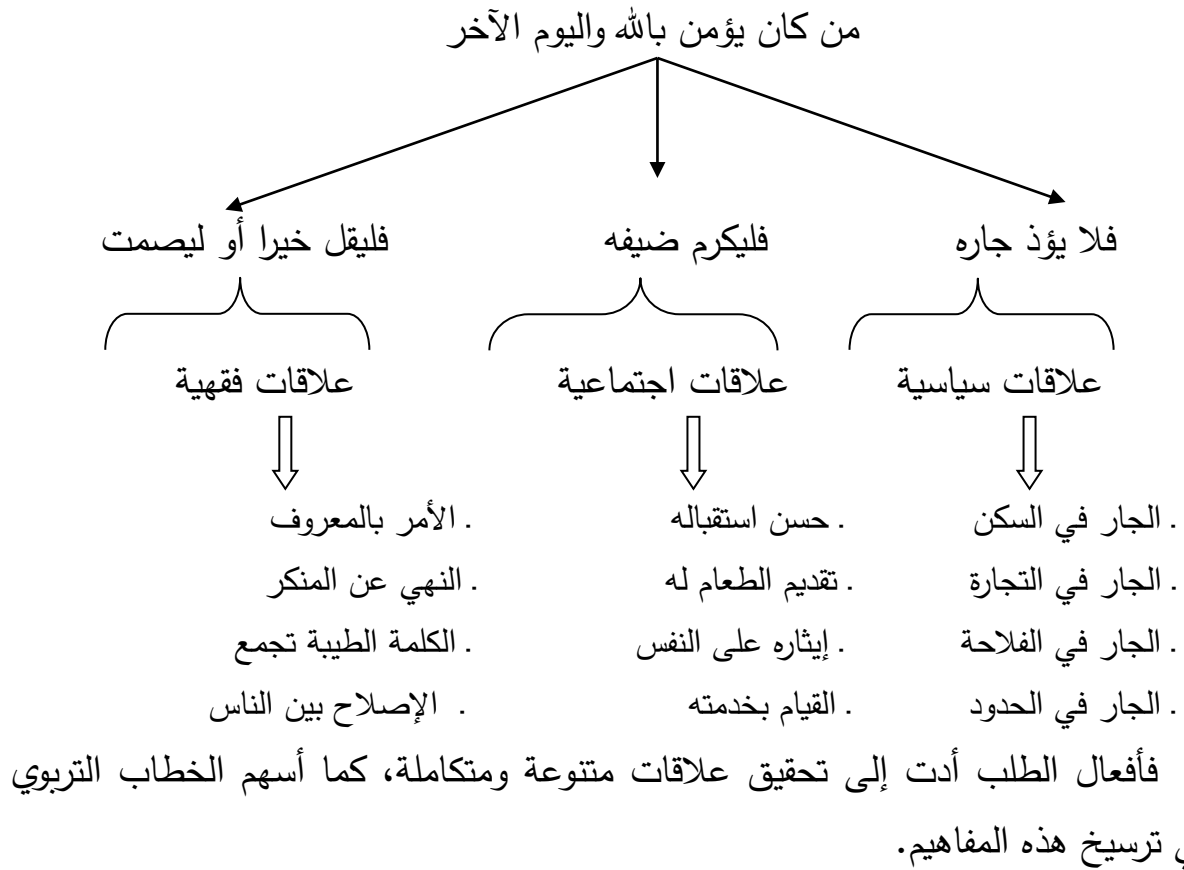 من كان يؤمن بالله واليوم الآخر
فلا يؤذ جاره
فليكرم ضيفه
فليقل خيرا أو ليصمت
علاقات سياسية
علاقات اجتماعية
علاقات فقهية
. الجار في السكن
. حسن استقباله
. الأمر بالمعروف
. الجار في التجارة
. تقديم الطعام له
. النهي عن المنكر
. الجار في الفلاحة
. إيثاره على النفس
. الكلمة الطيبة تجمع
. الجار في الحدود
. القيام بخدمته
. الإصلاح بين الناس
فأفعال الطلب أدت إلى تحقيق علاقات متنوعة ومتكاملة، كما أسهم الخطاب التربوي
ترسيخ هذه المفاهيم.